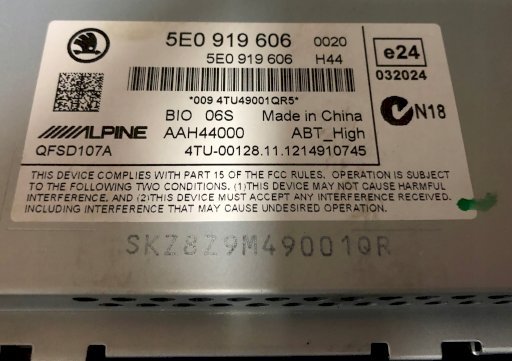 5E0 919 606 0020
5E0 919 606 H44
e24
032024
*009 4TU49001QR5*
BIO 06S Made in China
N18
ALPINE AAH44000 ABT_High
QFSD107A 4TU-00128.11.1214910745
THIS DEVICE COMPLIES WITH PART 15 OF THE FCC RULES. OPERATION IS SUBJECT
TO THE FOLLOWING TWO CONDITIONS. (1)THIS DEVICE MAY NOT CAUSE HARMFUL
INTERFERENCE, AND (2)THIS DEVICE MUST ACCEPT ANY INTERFERENCE RECEIVED.
INCLUDING INTERFERENCE THAT MAY CAUSE UNDESIRED OPERATION.
SKZ8Z9M49001QR